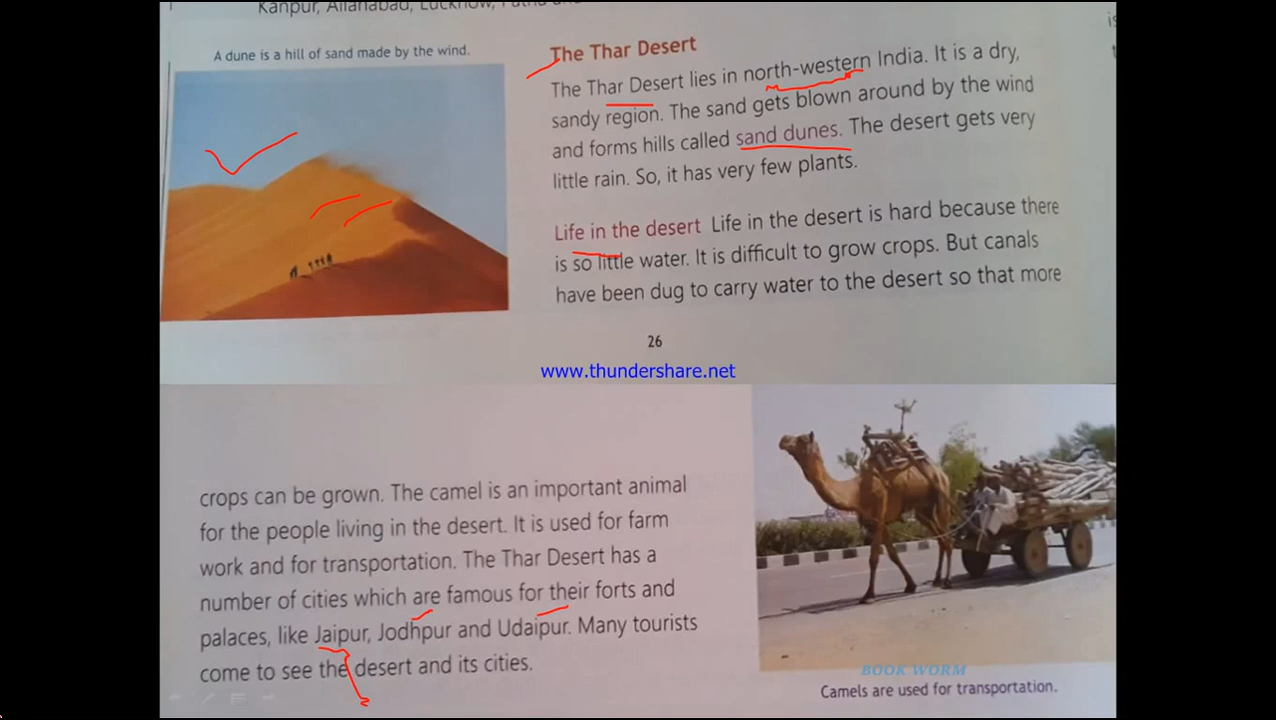 Kanpur, Allahabad, Lucknow, Patna and
A dune is a hill of sand made by the wind.
The Thar Desert
The Thar Desert lies in north-western India. It is a dry,
sandy region. The sand gets blown around by the wind
and forms hills called sand dunes. The desert gets very
little rain. So, it has very few plants.
Life in the desert Life in the desert is hard because there
is so little water. It is difficult to grow crops. But canals
have been dug to carry water to the desert so that more
26
www.thundershare.net
crops can be grown. The camel is an important animal
for the people living in the desert. It is used for farm
work and for transportation. The Thar Desert has a
number of cities which are famous for their forts and
palaces, like Jaipur, Jodhpur and Udaipur. Many tourists
come to see the desert and its cities.
BOOK WORM
Camels are used for transportation.